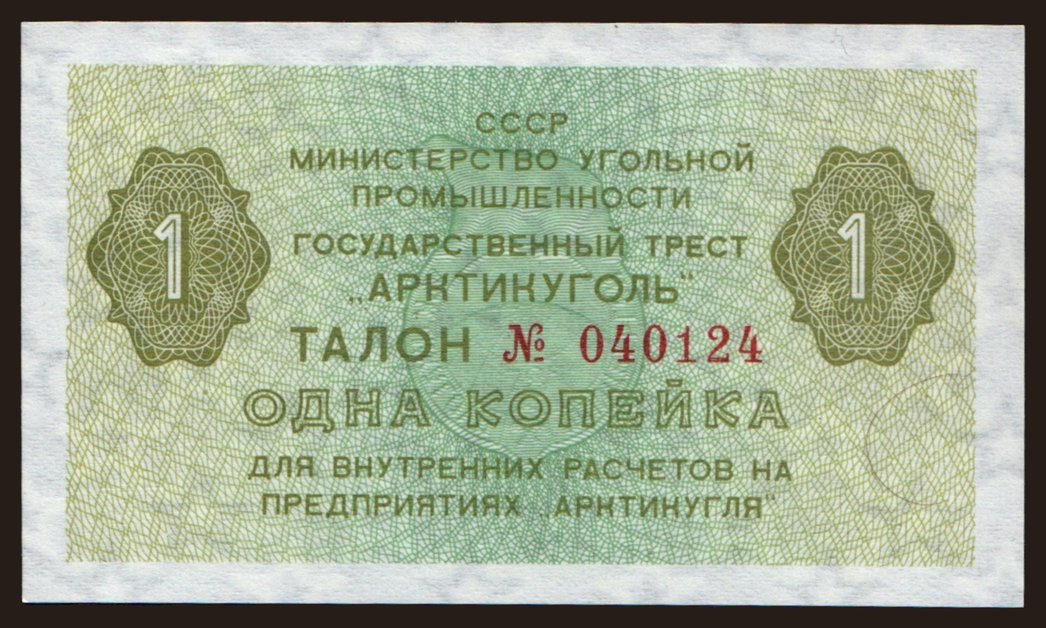 СССР
МИНИСТЕРСТВО УГОЛЬНОЙ
ПРОМЫШЛЕННОСТИ
ГОСУДАРСТВЕННЫЙ ТРЕСТ
„АРКТИКУГОЛЬ“
1 1
ТАЛОН № 040124
ОДНА КОПЕЙКА
ДЛЯ ВНУТРЕННИХ РАСЧЕТОВ НА
ПРЕДПРИЯТИЯХ „АРКТИКУГЛЯ“